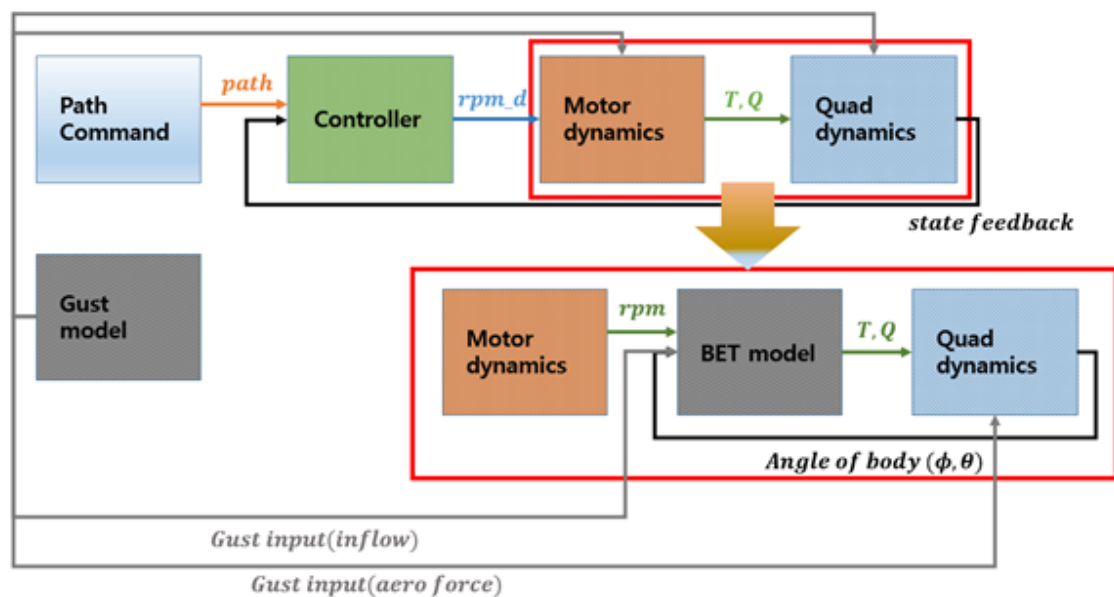 Path
Command
path
Controller
rpm_d
Motor
dynamics
T, Q
Quad
dynamics
state feedback
Gust
model
Motor
dynamics
rpm
BET model
T, Q
Quad
dynamics
Angle of body (ϕ, θ)
Gust input(inflow)
Gust input(aero force)